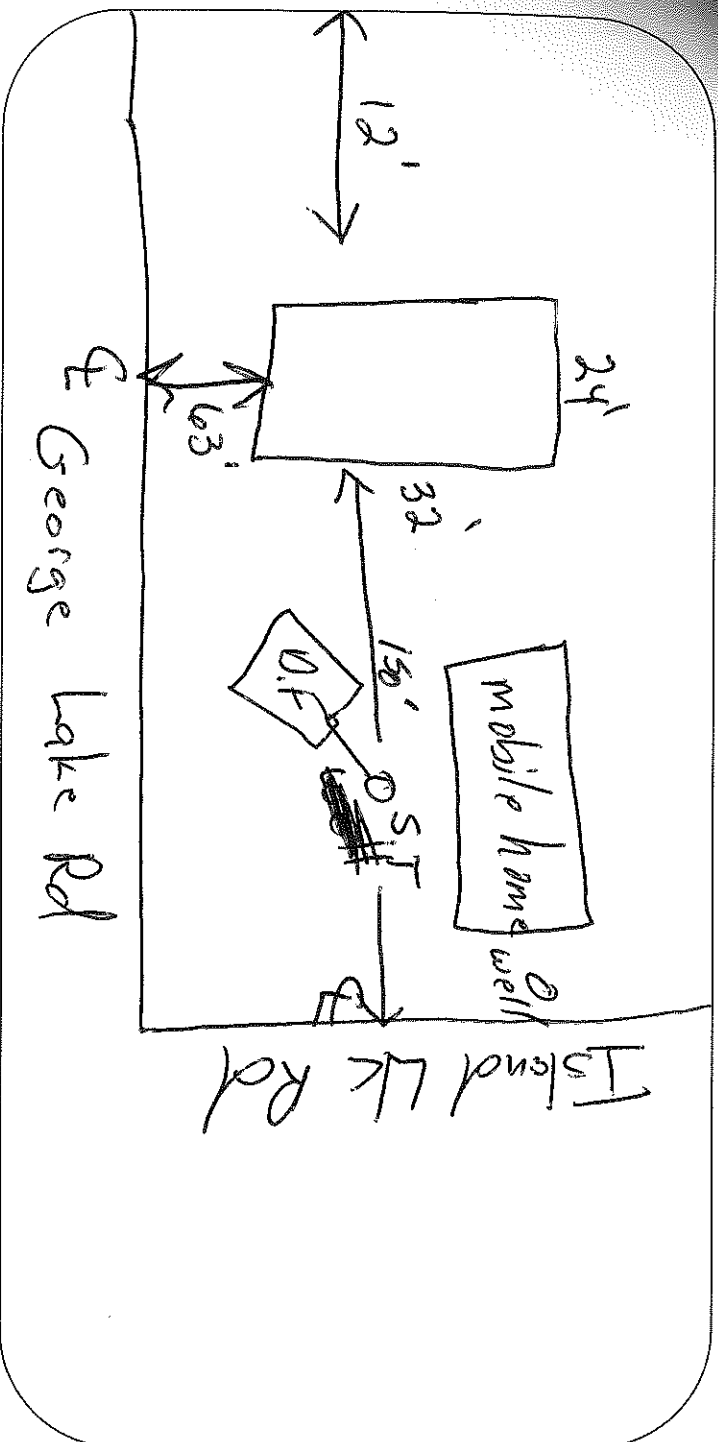 12'
24'
63'
32'
℄
George Lake Rd
150'
D.F
S.T
mobile home
well
℄
Island Lk Rd